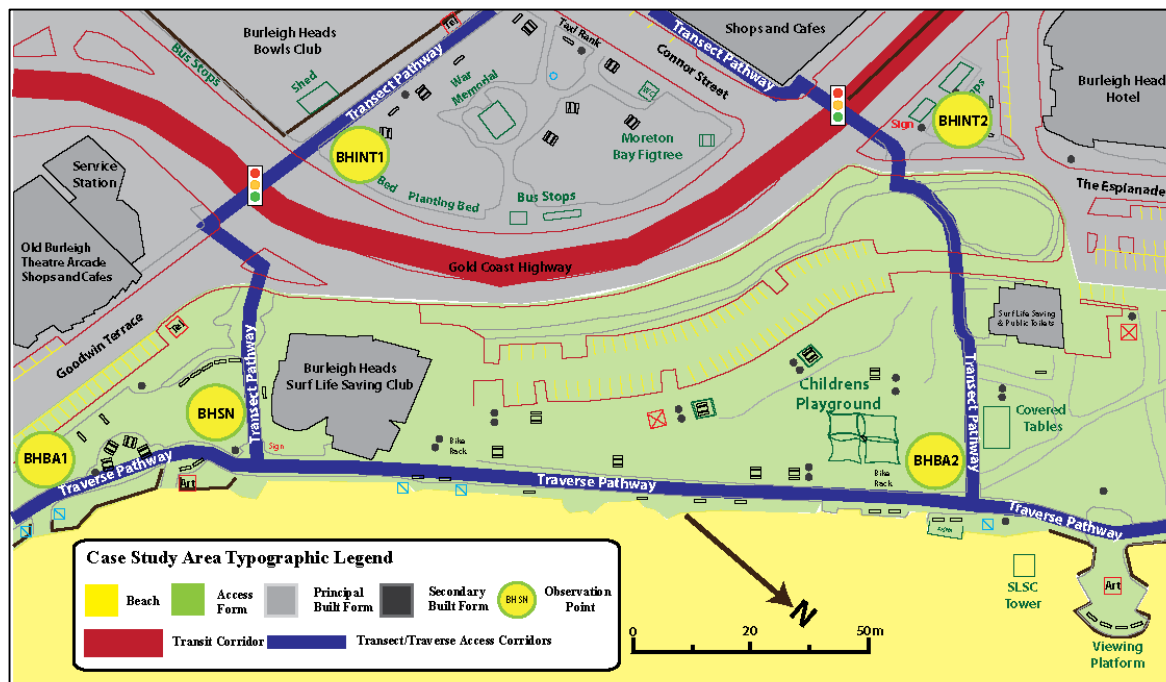 Burleigh Heads
Bowls Club
Tel
Taxi Rank
Shops and Cafes
Transect Pathway
Connor Street
Bus Stops
Shed
Transect Pathway
War
Memorial
WC
Burleigh Heads
Hotel
Sign
BHINT2
BHINT1
Moreton
Bay Figtree
Service
Station
Bed
Planting Bed
Bus Stops
The Esplanade
Old Burleigh
Theatre Arcade
Shops and Cafes
Gold Coast Highway
Goodwin Terrace
Tel
Transect Pathway
Burleigh Heads
Surf Life Saving Club
Surf Life Saving
& Public Toilets
Transect Pathway
Childrens
Playground
BHSN
Covered
Tables
BHBA1
Sign
Bike
Rack
BHBA2
Bike
Rack
Traverse Pathway
Art
Traverse Pathway
Traverse Pathway
Case Study Area Typographic Legend
Beach
Access
Form
Principal
Built Form
Secondary
Built Form
BH SN
Observation
Point
Transit Corridor
Transect/Traverse Access Corridors
N
0 20 50m
SLSC
Tower
Art
Viewing
Platform